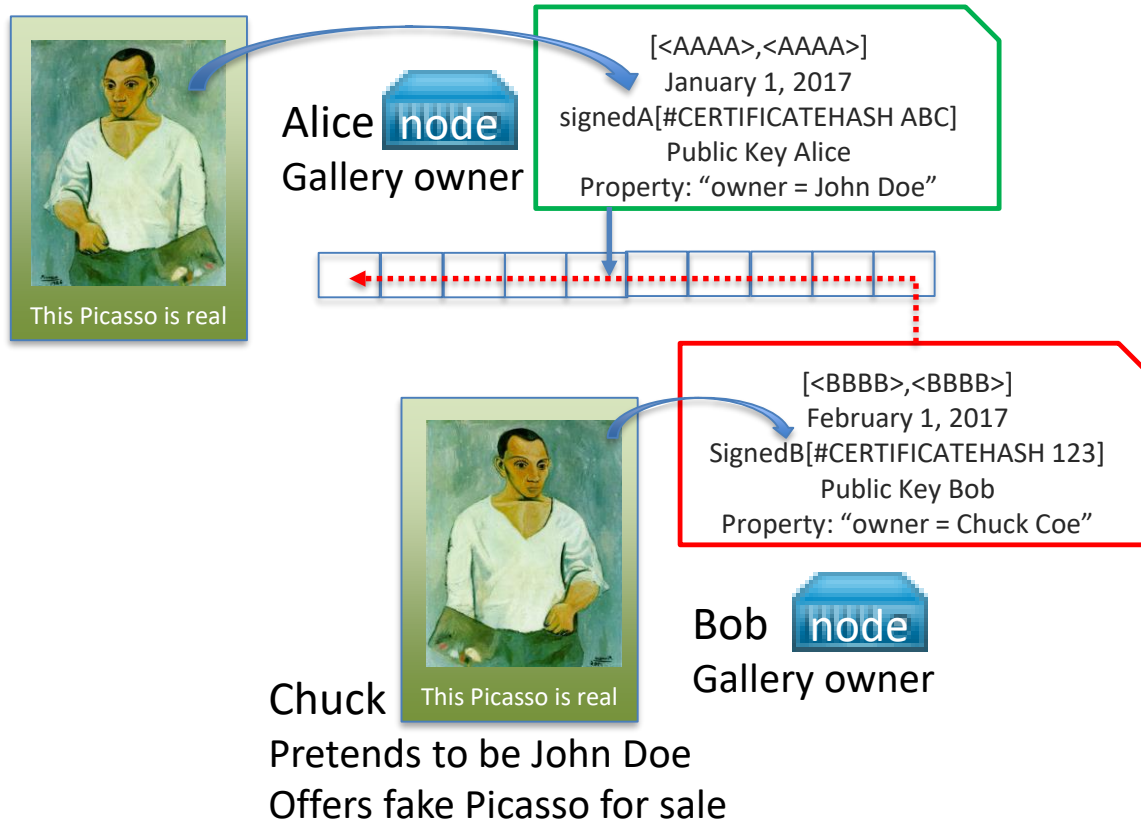 This Picasso is real
Alice node
Gallery owner
[<AAAA>,<AAAA>]
January 1, 2017
signedA[#CERTIFICATEHASH ABC]
Public Key Alice
Property: “owner = John Doe”
[<BBBB>,<BBBB>]
February 1, 2017
SignedB[#CERTIFICATEHASH 123]
Public Key Bob
Property: “owner = Chuck Coe”
Bob node
Gallery owner
This Picasso is real
Chuck
Pretends to be John Doe
Offers fake Picasso for sale